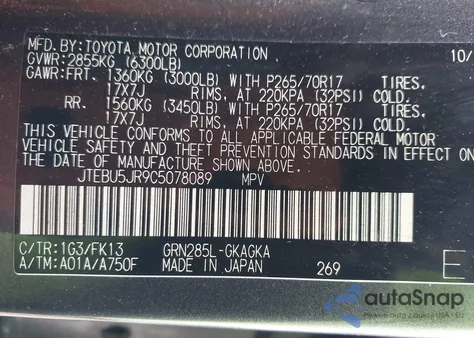 MFD. BY:TOYOTA MOTOR CORPORATION 10/
GVWR: 2855KG (6300LB)
GAWR:FRT. 1360KG (3000LB) WITH P265/70R17 TIRES,
17X7J RIMS, AT 220KPA (32PSI) COLD
RR. 1560KG (3450LB) WITH P265/70R17 TIRES,
17X7J RIMS, AT 220KPA (32PSI) COLD
THIS VEHICLE CONFORMS TO ALL APPLICABLE FEDERAL MOTOR
VEHICLE SAFETY AND THEFT PREVENTION STANDARDS IN EFFECT ON
DATE OF MANUFACTURE SHOWN ABOVE.
JTEBU5JR9C5078089 MPV
C/TR:1G3/FK13 GRN285L-GKAGKA
A/TM:A01A/A750F MADE IN JAPAN 269 E
autoSnap